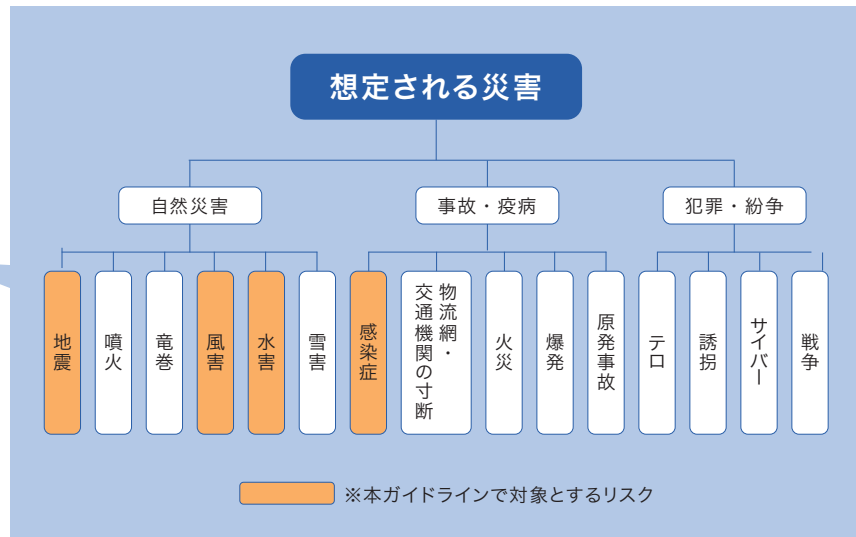 想定される災害
自然災害
事故・疫病
犯罪・紛争
地震
噴火
竜巻
風害
水害
雪害
感染症
物流網・
交通機関の寸断
火災
爆発
原発事故
テロ
誘拐
サイバー
戦争
※本ガイドラインで対象とするリスク